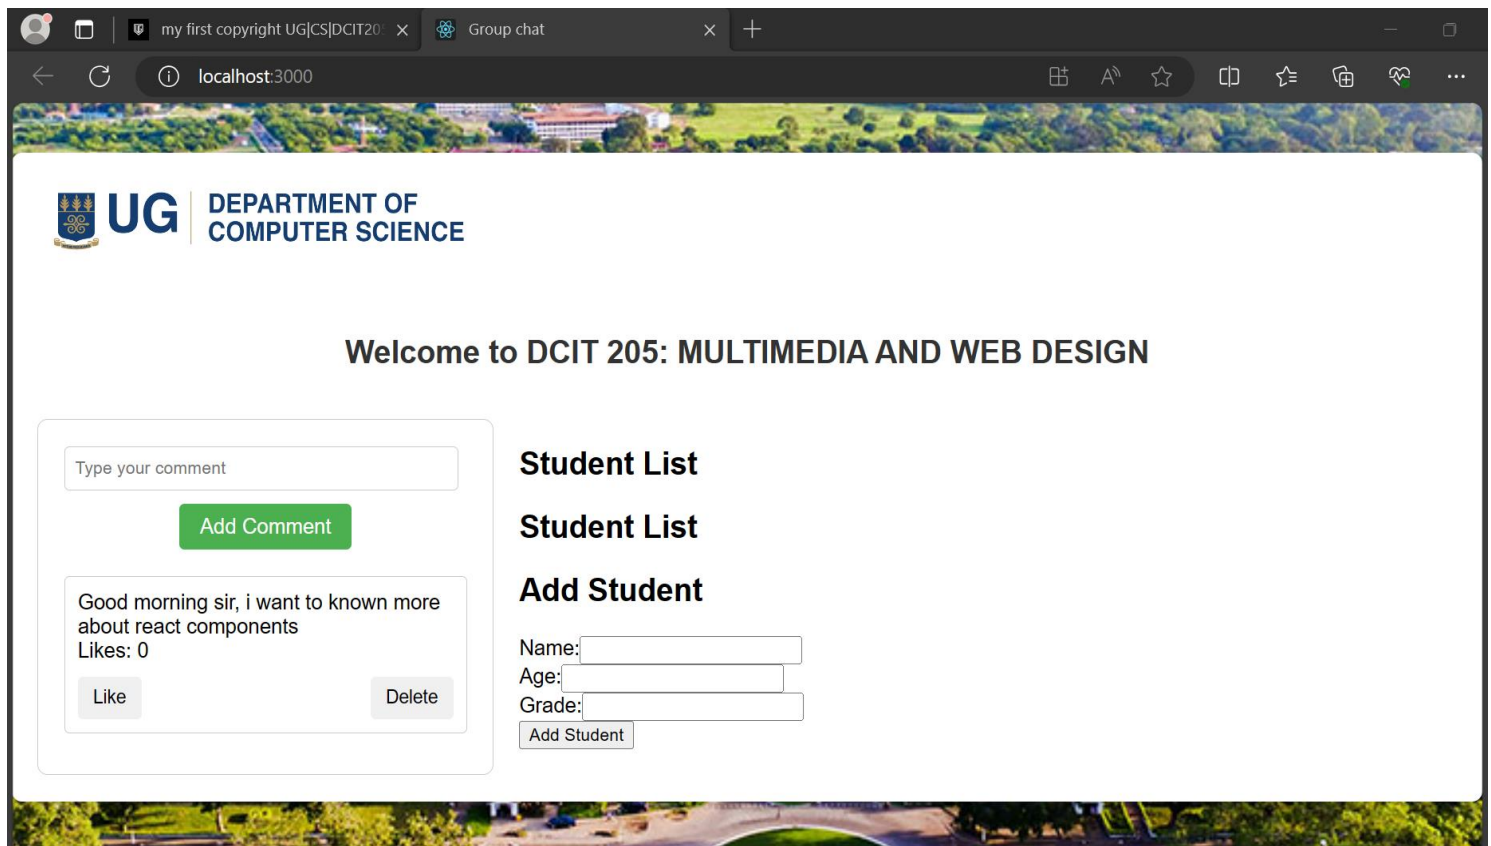 my first copyright UG|CS|DCIT20
Group chat
localhost:3000
UG
DEPARTMENT OF
COMPUTER SCIENCE
Welcome to DCIT 205: MULTIMEDIA AND WEB DESIGN
Type your comment
Add Comment
Good morning sir, i want to known more
about react components
Likes: 0
Like
Delete
Student List
Student List
Add Student
Name:
Age:
Grade:
Add Student